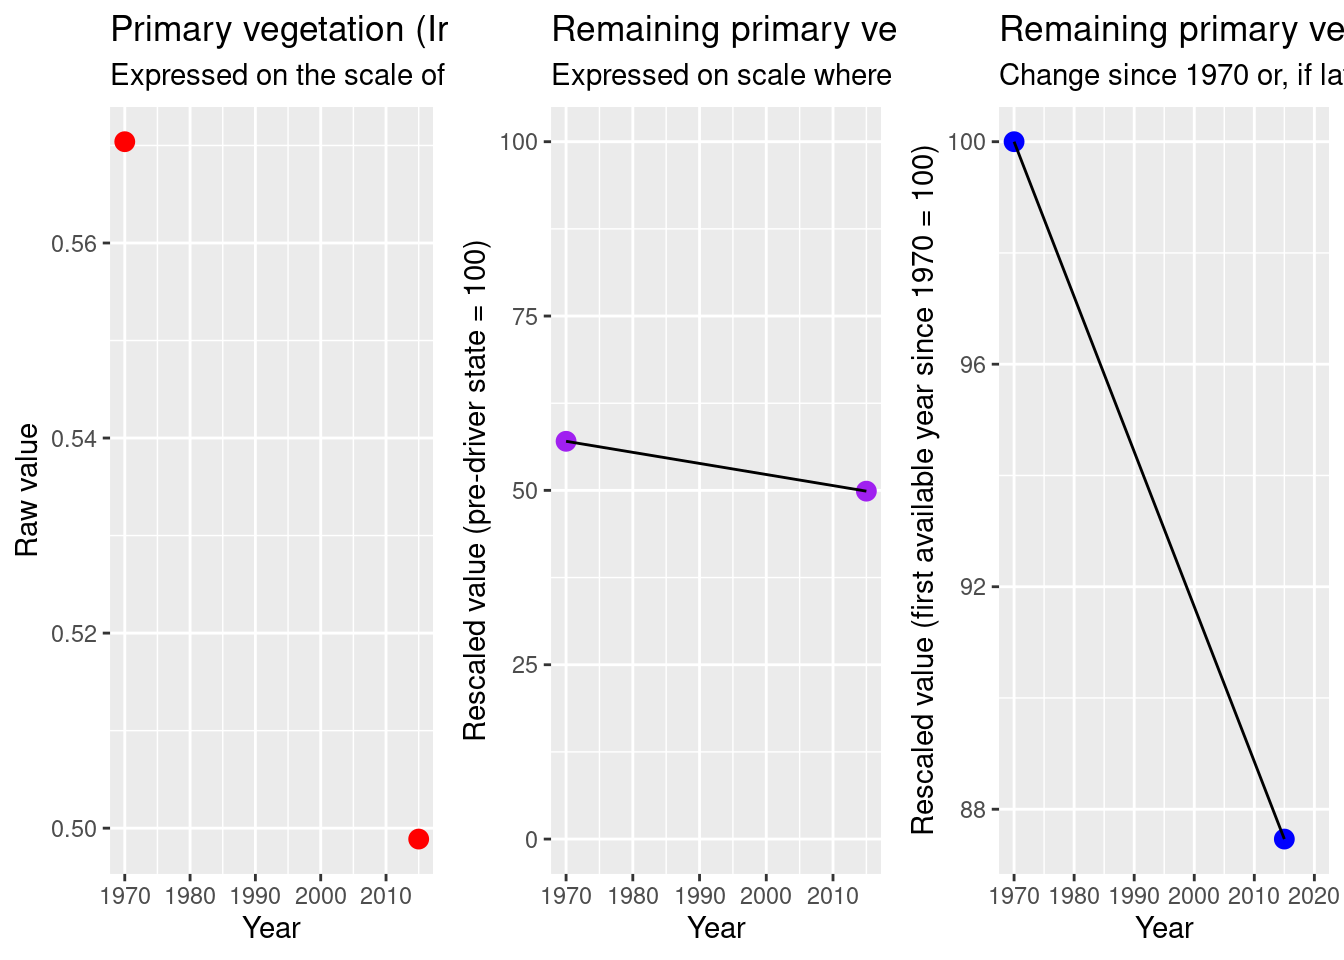 Primary vegetation (Ir
Expressed on the scale of
Raw value
0.56
0.54
0.52
0.50
1970 1980 1990 2000 2010
Year
Remaining primary ve
Expressed on scale where
Rescaled value (pre-driver state = 100)
100
75
50
25
0
1970 1980 1990 2000 2010
Year
Remaining primary ve
Change since 1970 or, if la
Rescaled value (first available year since 1970 = 100)
100
96
92
88
1970 1980 1990 2000 2010 2020
Year